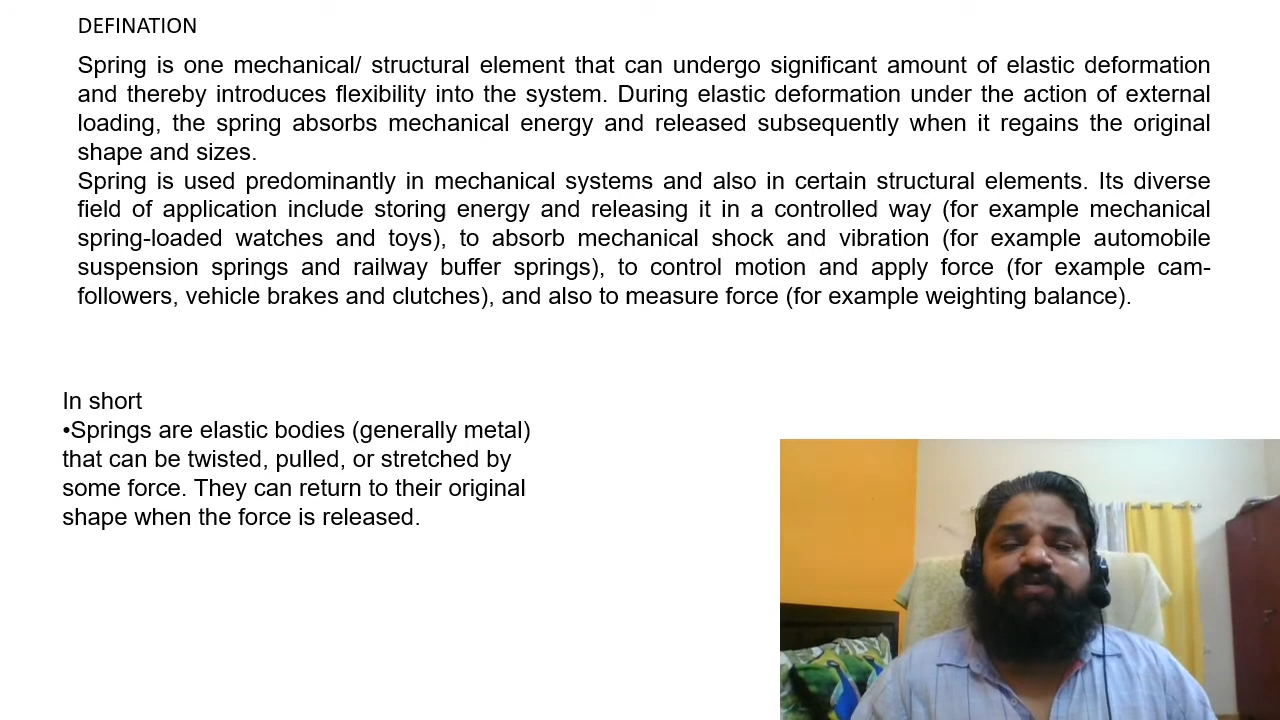 DEFINATION
Spring is one mechanical/ structural element that can undergo significant amount of elastic deformation
and thereby introduces flexibility into the system. During elastic deformation under the action of external
loading, the spring absorbs mechanical energy and released subsequently when it regains the original
shape and sizes.
Spring is used predominantly in mechanical systems and also in certain structural elements. Its diverse
field of application include storing energy and releasing it in a controlled way (for example mechanical
spring-loaded watches and toys), to absorb mechanical shock and vibration (for example automobile
suspension springs and railway buffer springs), to control motion and apply force (for example cam-
followers, vehicle brakes and clutches), and also to measure force (for example weighting balance).
In short
•Springs are elastic bodies (generally metal)
that can be twisted, pulled, or stretched by
some force. They can return to their original
shape when the force is released.